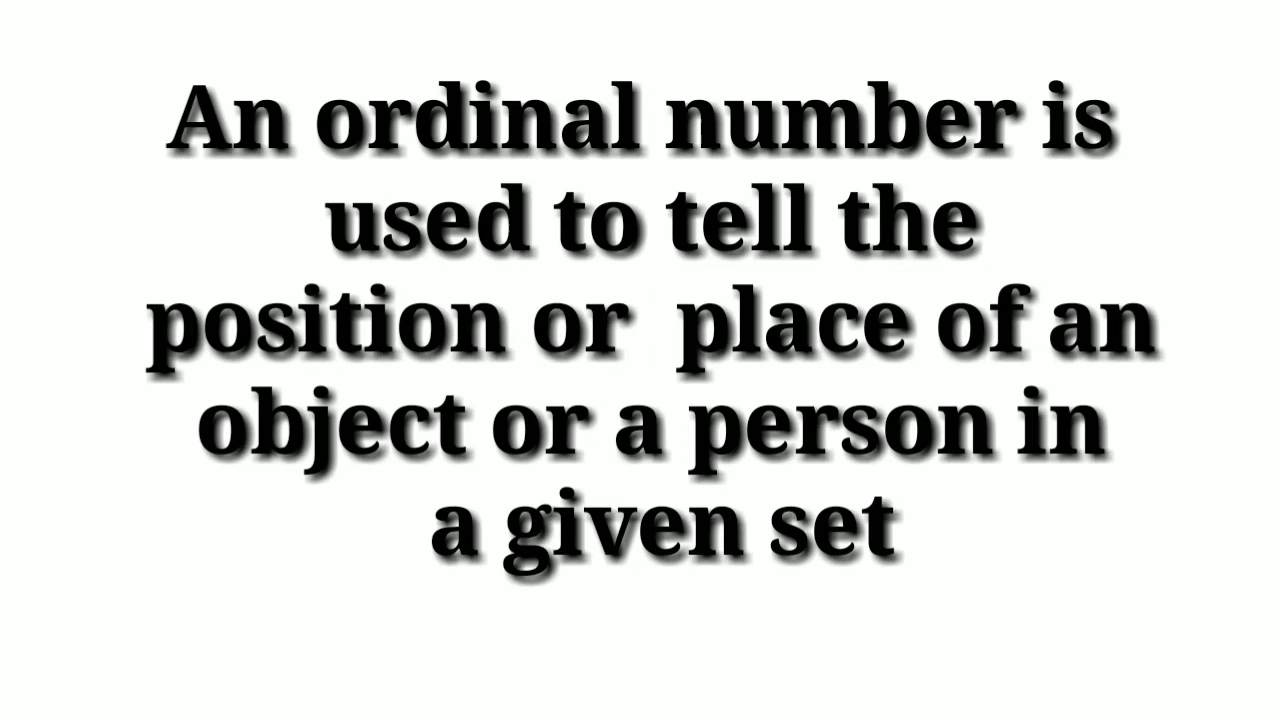 An ordinal number is
used to tell the
position or  place of an
object or a person in
a given set